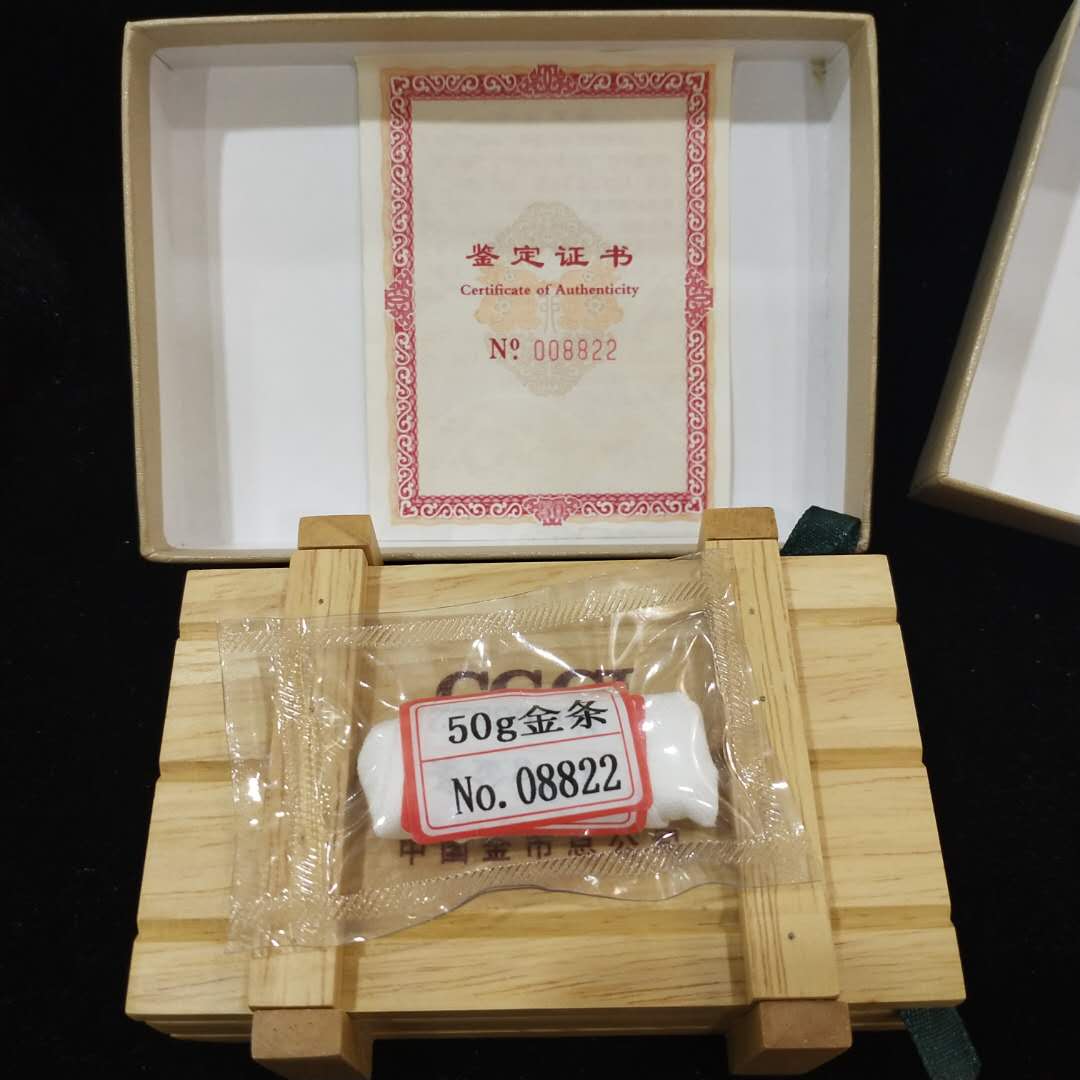 鉴定证书
Certificate of Authenticity
Nº 008822
50g金条
No. 08822
中国金币总公司